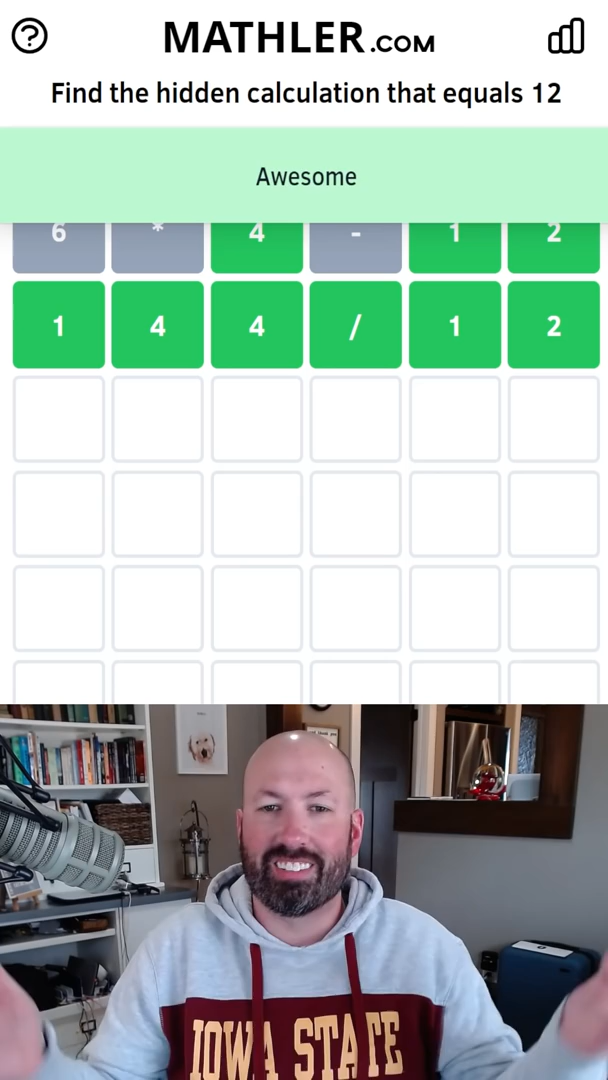 ?
MATHLER.COM
Find the hidden calculation that equals 12
Awesome
6 * 4 - 1 2
1 4 4 / 1 2
IOWA STATE